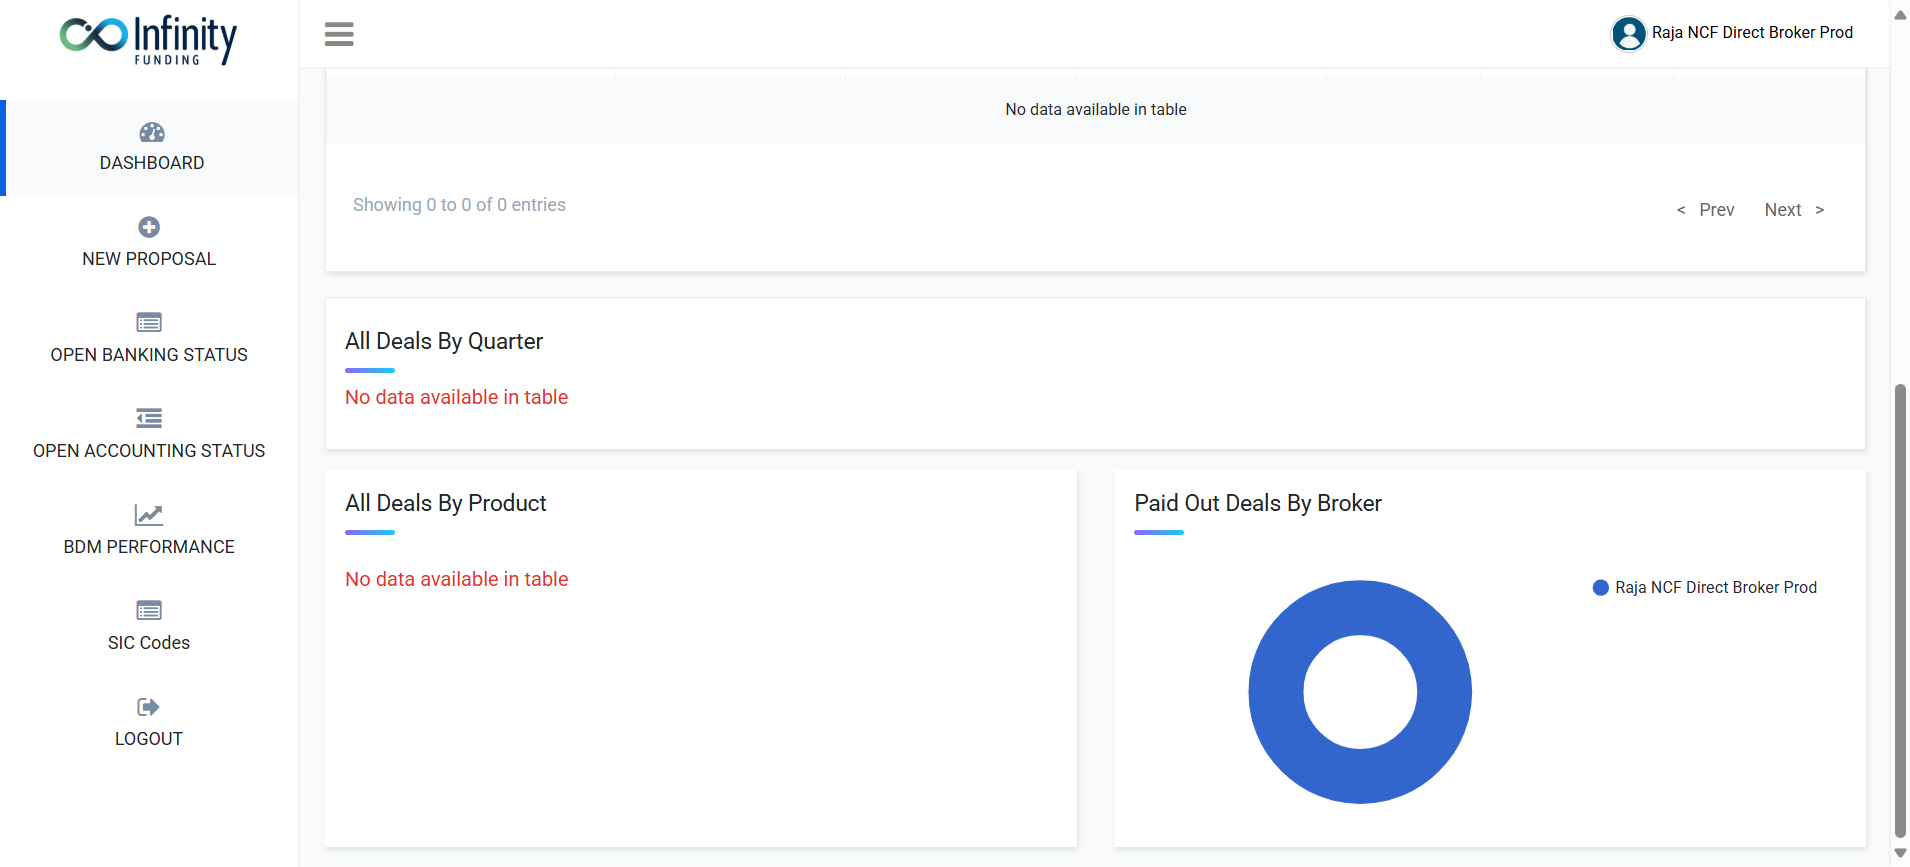 Infinity
FUNDING
Raja NCF Direct Broker Prod
DASHBOARD
NEW PROPOSAL
OPEN BANKING STATUS
OPEN ACCOUNTING STATUS
BDM PERFORMANCE
SIC Codes
LOGOUT
No data available in table
Showing 0 to 0 of 0 entries
< Prev Next >
All Deals By Quarter
No data available in table
All Deals By Product
No data available in table
Paid Out Deals By Broker
Raja NCF Direct Broker Prod